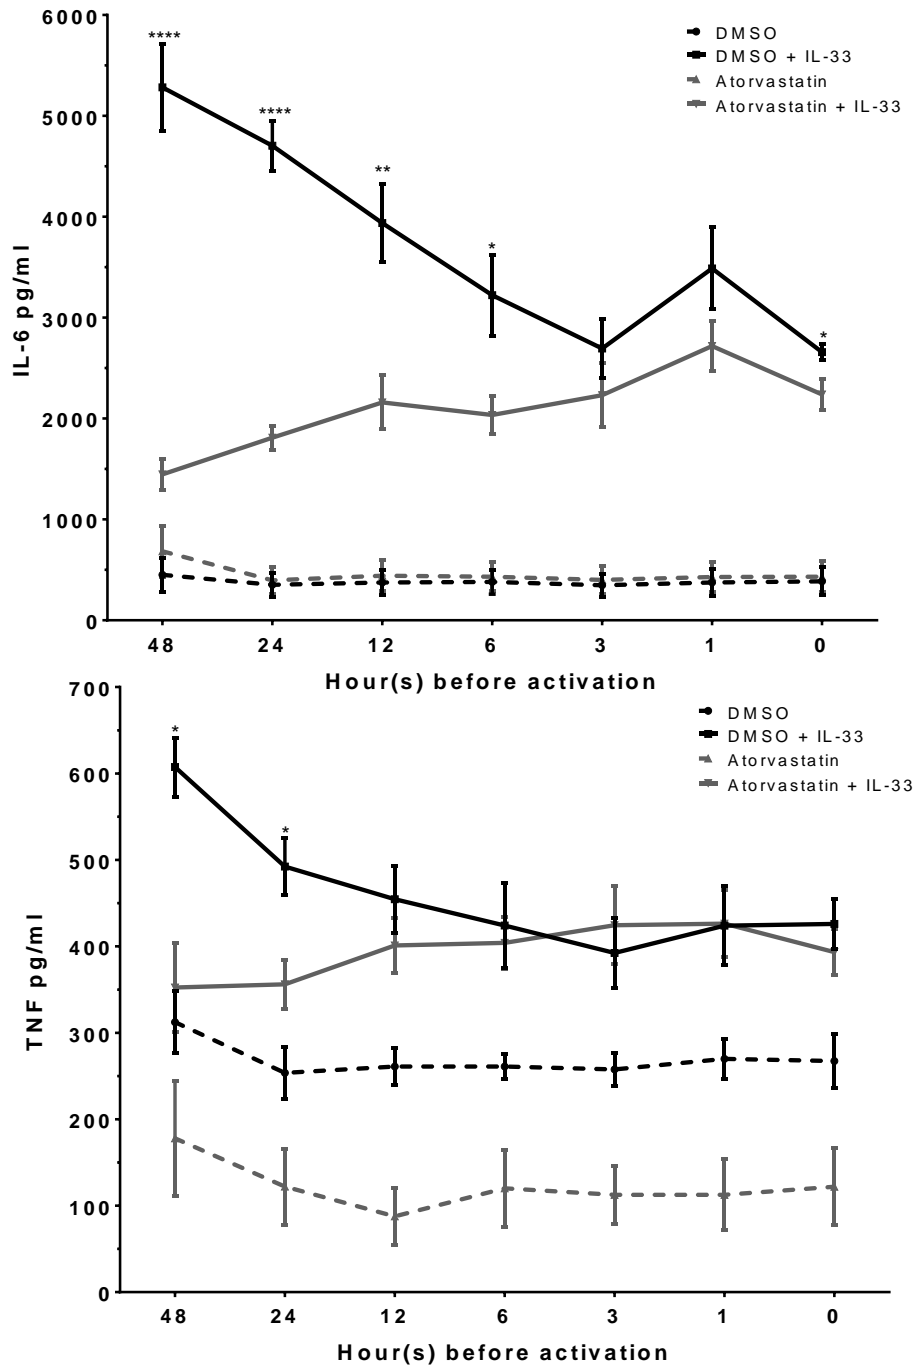 6000
5000
4000
3000
2000
1000
0
IL-6 pg/ml
****
****
**
*
*
DMSO
DMSO + IL-33
Atorvastatin
Atorvastatin + IL-33
48 24 12 6 3 1 0
Hour(s) before activation
700
600
500
400
300
200
100
0
TNF pg/ml
*
*
DMSO
DMSO + IL-33
Atorvastatin
Atorvastatin + IL-33
48 24 12 6 3 1 0
Hour(s) before activation